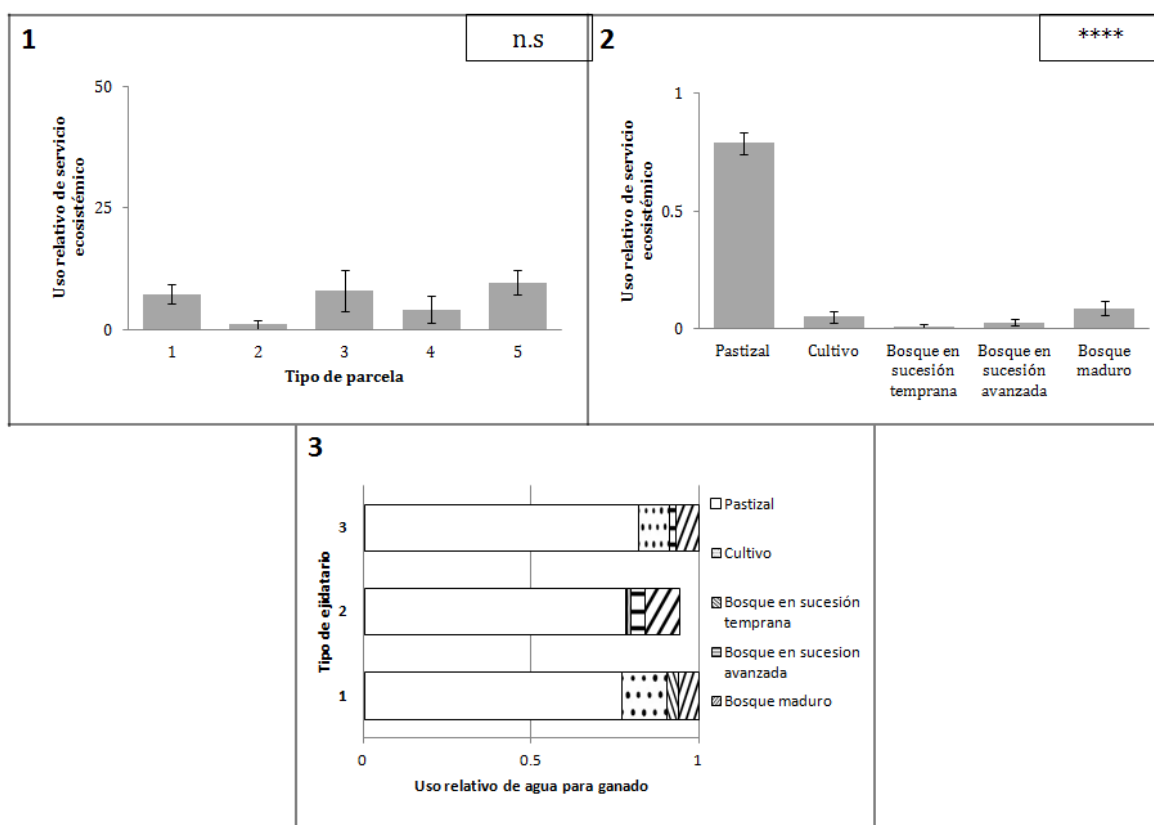 1
n.s
Uso relativo de servicio
ecosistémico
50
25
0
1 2 3 4 5
Tipo de parcela
2
****
Uso relativo de servicio
ecosistémico
1
0.5
0
Pastizal
Cultivo
Bosque en
sucesión
temprana
Bosque en
sucesión
avanzada
Bosque
maduro
3
Tipo de ejidatario
3
2
1
0 0.5 1
Uso relativo de agua para ganado
Pastizal
Cultivo
Bosque en sucesión
temprana
Bosque en sucesion
avanzada
Bosque maduro